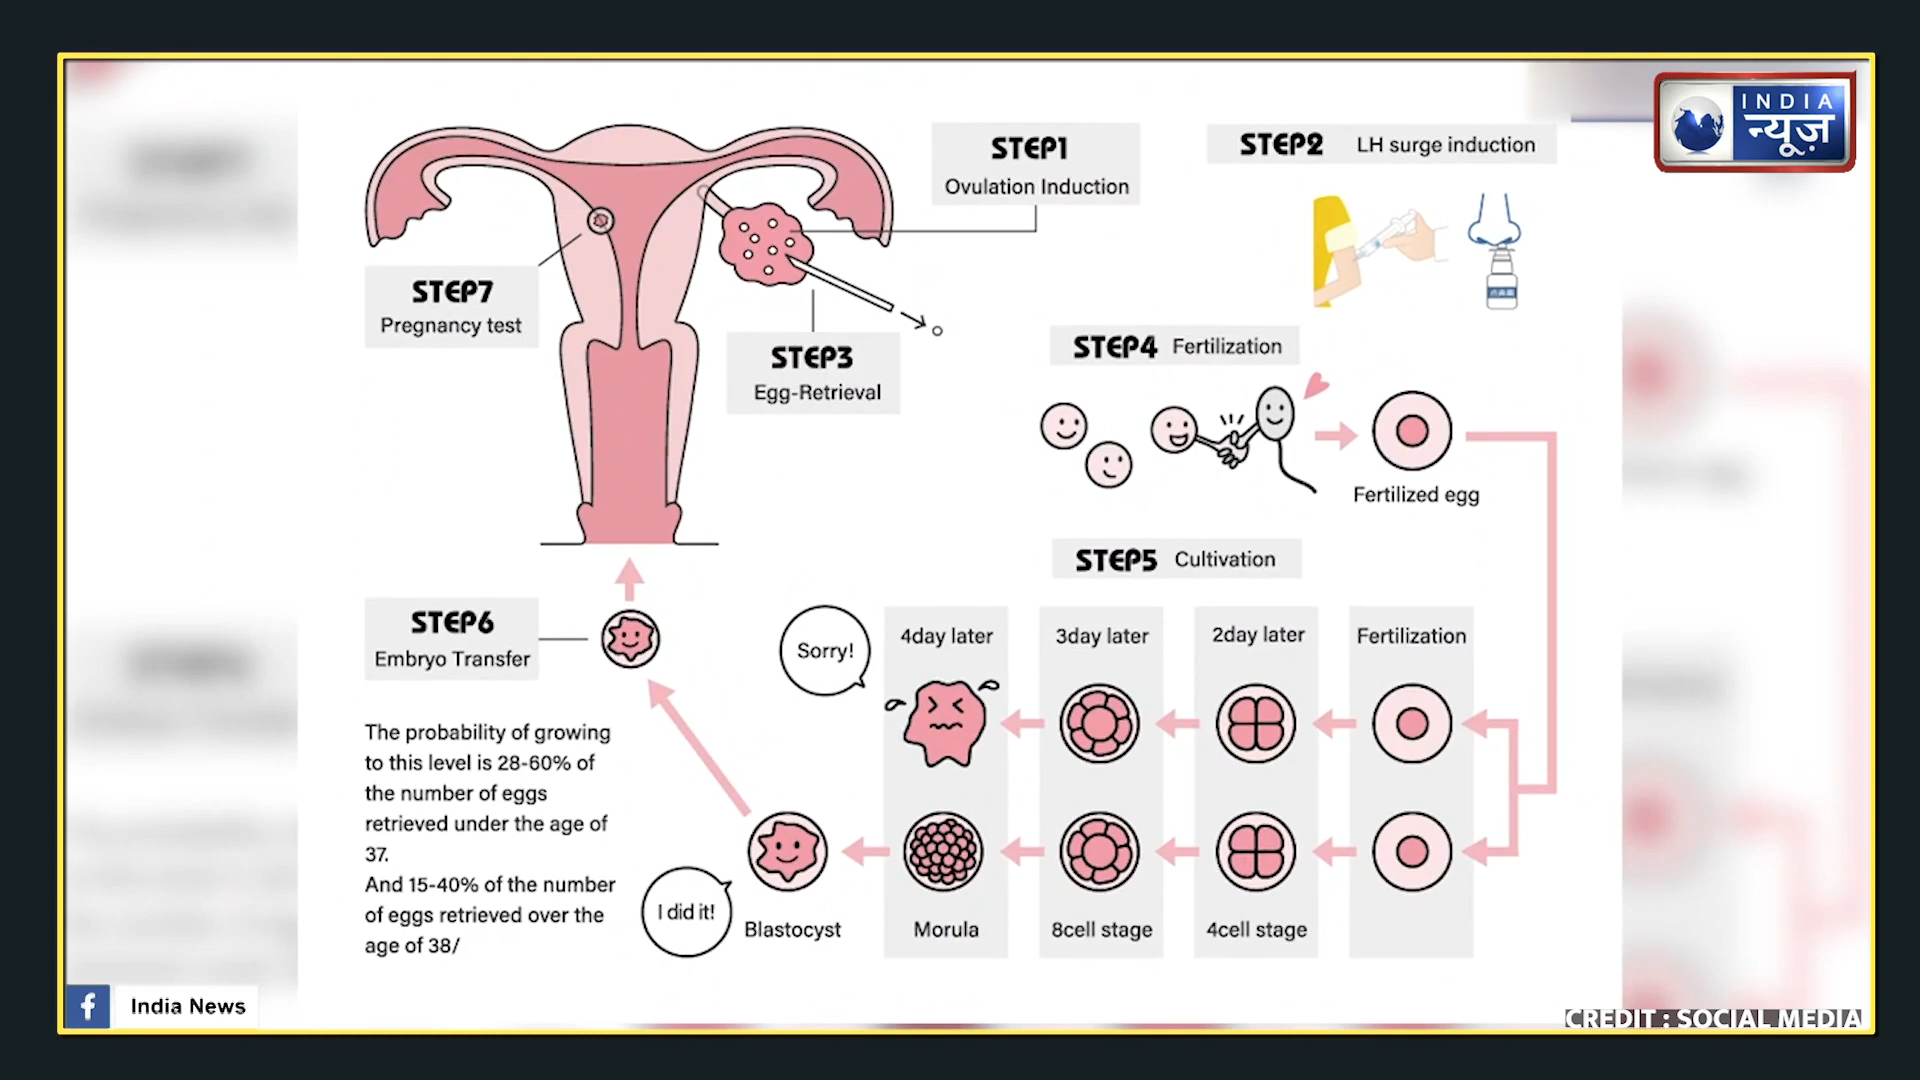 INDIA
न्यूज़
STEP1
Ovulation Induction
STEP2 LH surge induction
STEP7
Pregnancy test
STEP3
Egg-Retrieval
STEP4 Fertilization
Fertilized egg
STEP5 Cultivation
STEP6
Embryo Transfer
Sorry!
4day later
3day later
2day later
Fertilization
The probability of growing
to this level is 28-60% of
the number of eggs
retrieved under the age of
37.
And 15-40% of the number
of eggs retrieved over the
age of 38/
I did it!
Blastocyst
Morula
8cell stage
4cell stage
f India News
CREDIT : SOCIAL MEDIA